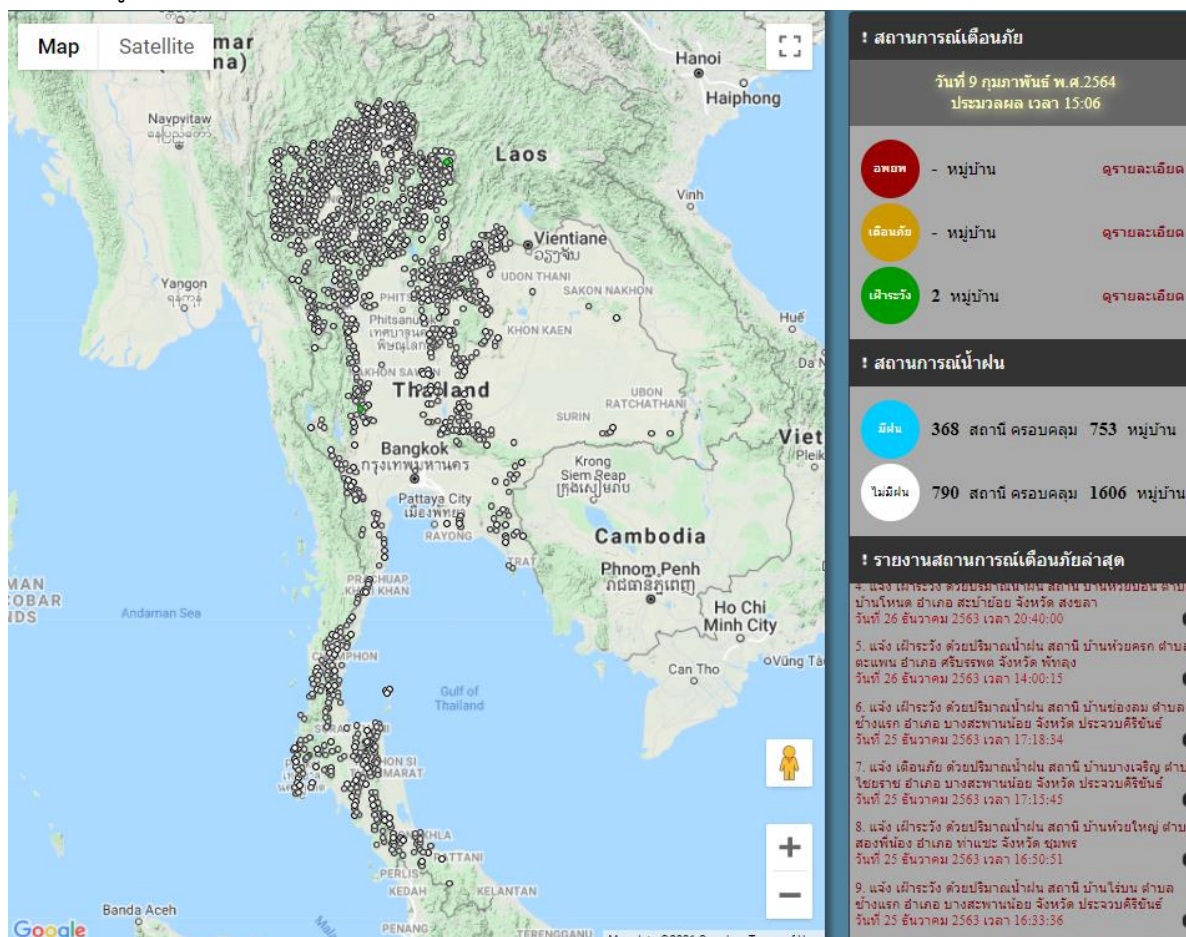 Map
Satellite
Hanoi
Haiphong
Naypyitaw
Laos
Vinh
Vientiane
ວຽງຈັນ
Yangon
ရန်ကုန်
UDON THANI
SAKON NAKHON
KHON KAEN
Huế
Thailand
UBON
RATCHATHANI
SURIN
Bangkok
กรุงเทพมหานคร
Krong
Siem Reap
Pattaya City
เมืองพัทยา
RAYONG
TRAT
Cambodia
Phnom Penh
រាជធានីភ្នំពេញ
Ho Chi
Minh City
Can Tho
Vũng Tà
Andaman Sea
Gulf of
Thailand
PERLIS
KEDAH
KELANTAN
PENANG
TERENGGANU
Banda Aceh
Google
! สถานการณ์เตือนภัย
วันที่ 9 กุมภาพันธ์ พ.ศ.2564
ประมวลผล เวลา 15:06
อพยพ - หมู่บ้าน ดูรายละเอียด
เตือนภัย - หมู่บ้าน ดูรายละเอียด
เฝ้าระวัง 2 หมู่บ้าน ดูรายละเอียด
! สถานการณ์น้ำฝน
มีฝน 368 สถานี ครอบคลุม 753 หมู่บ้าน
ไม่มีฝน 790 สถานี ครอบคลุม 1606 หมู่บ้าน
! รายงานสถานการณ์เตือนภัยล่าสุด
บ้านโหนด อำเภอ สะบ้าย้อย จังหวัด สงขลา
วันที่ 26 ธันวาคม 2563 เวลา 20:40:00
5. แจ้ง เฝ้าระวัง ด้วยปริมาณน้ำฝน สถานี บ้านห้วยครก ตำบล
ตะแพน อำเภอ ศรีบรรพต จังหวัด พัทลุง
วันที่ 26 ธันวาคม 2563 เวลา 14:00:15
6. แจ้ง เฝ้าระวัง ด้วยปริมาณน้ำฝน สถานี บ้านช่องลม ตำบล
ช้างแรก อำเภอ บางสะพานน้อย จังหวัด ประจวบคีรีขันธ์
วันที่ 25 ธันวาคม 2563 เวลา 17:18:34
7. แจ้ง เตือนภัย ด้วยปริมาณน้ำฝน สถานี บ้านบางเจริญ ตำบ
ไชยราช อำเภอ บางสะพานน้อย จังหวัด ประจวบคีรีขันธ์
วันที่ 25 ธันวาคม 2563 เวลา 17:15:45
8. แจ้ง เฝ้าระวัง ด้วยปริมาณน้ำฝน สถานี บ้านห้วยใหญ่ ตำบ
สองพี่น้อง อำเภอ ท่าแซะ จังหวัด ชุมพร
วันที่ 25 ธันวาคม 2563 เวลา 16:50:51
9. แจ้ง เฝ้าระวัง ด้วยปริมาณน้ำฝน สถานี บ้านไร่บน ตำบล
ช้างแรก อำเภอ บางสะพานน้อย จังหวัด ประจวบคีรีขันธ์
วันที่ 25 ธันวาคม 2563 เวลา 16:33:36